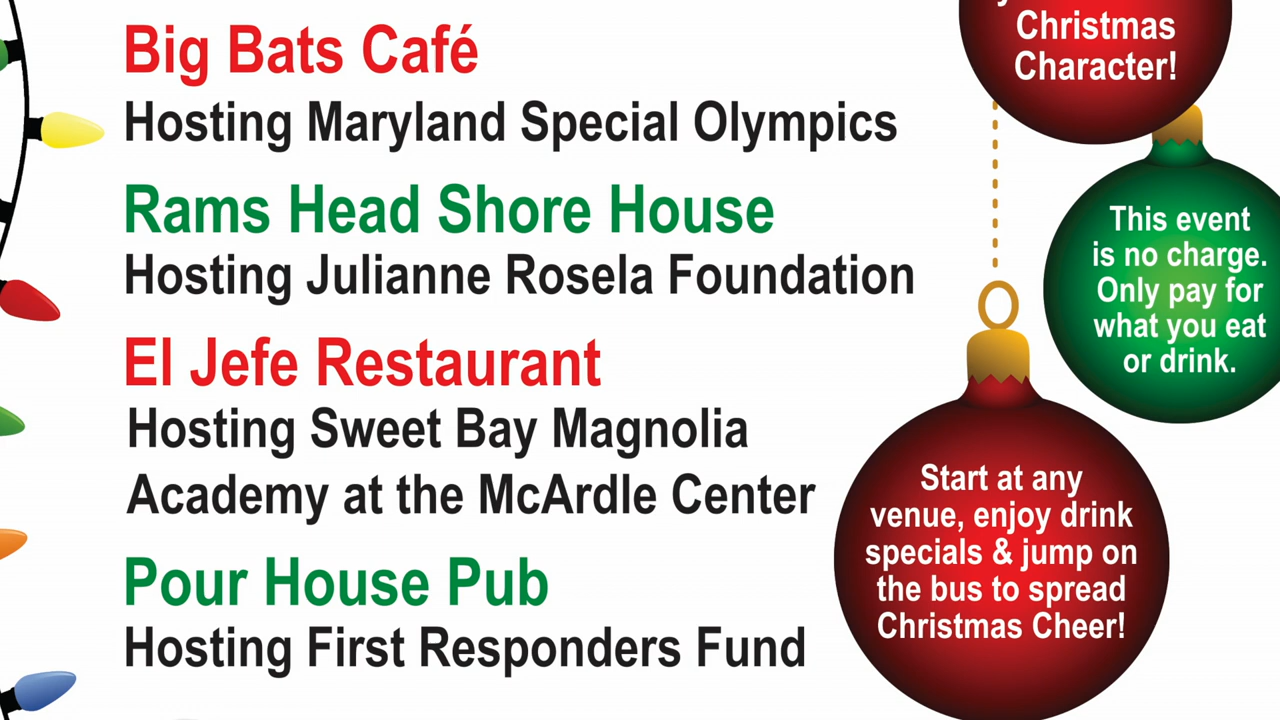 Big Bats Café
Hosting Maryland Special Olympics
Rams Head Shore House
Hosting Julianne Rosela Foundation
El Jefe Restaurant
Hosting Sweet Bay Magnolia
Academy at the McArdle Center
Pour House Pub
Hosting First Responders Fund
Christmas
Character!
This event
is no charge.
Only pay for
what you eat
or drink.
Start at any
venue, enjoy drink
specials & jump on
the bus to spread
Christmas Cheer!